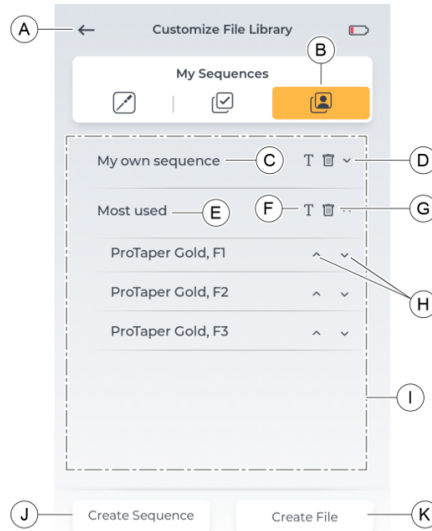 A
Customize File Library
B
My Sequences
My own sequence
C
T
D
Most used
E
F
T
G
ProTaper Gold, F1
H
ProTaper Gold, F2
ProTaper Gold, F3
I
J
Create Sequence
Create File
K